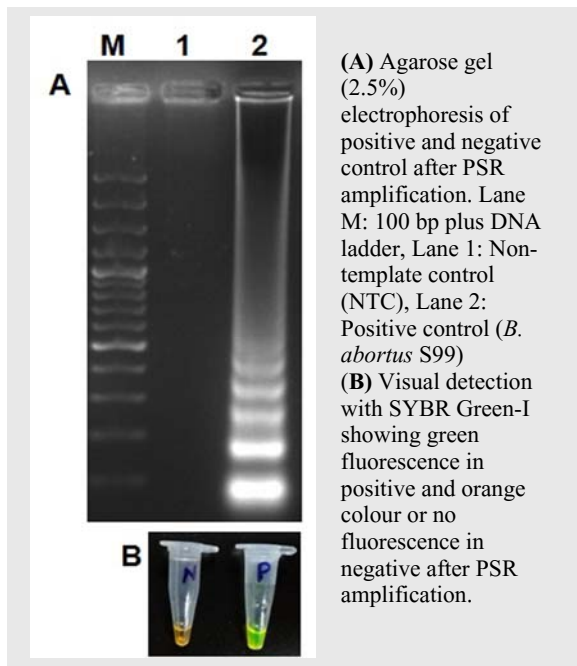 M 1 2
A
(A) Agarose gel
(2.5%)
electrophoresis of
positive and negative
control after PSR
amplification. Lane
M: 100 bp plus DNA
ladder, Lane 1: Non-
template control
(NTC), Lane 2:
Positive control (B.
abortus S99)
(B) Visual detection
with SYBR Green-I
showing green
fluorescence in
positive and orange
colour or no
fluorescence in
negative after PSR
amplification.
B
N P